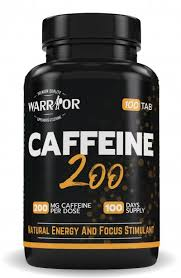 WARRIOR
100 TAB
CAFFEINE
200
200 MG CAFFEINE PER DOSE
100 DAYS SUPPLY
NATURAL ENERGY AND FOCUS STIMULANT